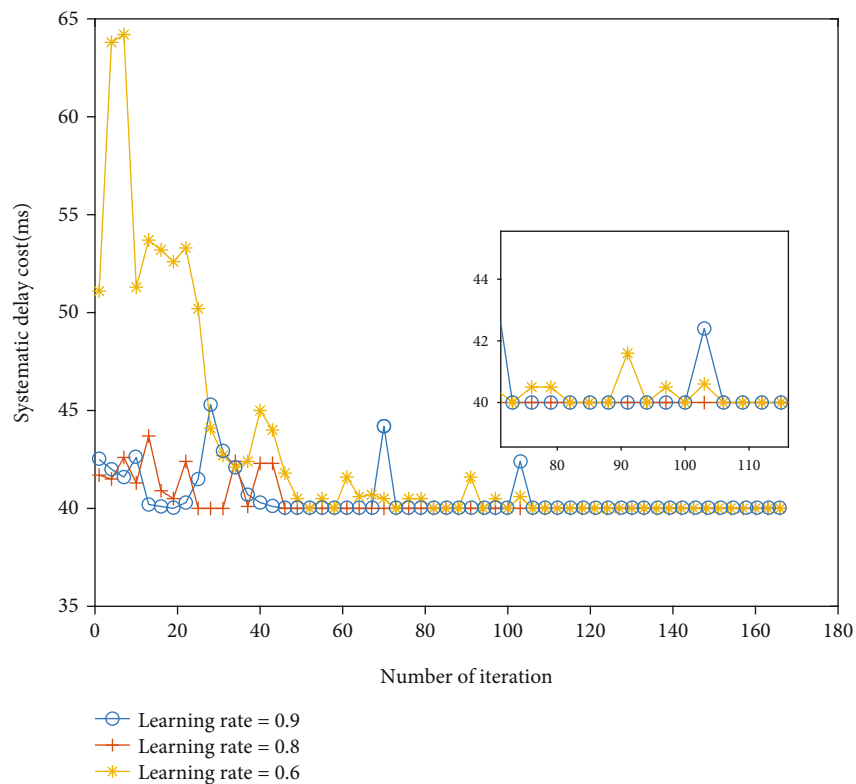 65
60
55
50
45
40
35
Systematic delay cost(ms)
44
42
40
80 90 100 110
0 20 40 60 80 100 120 140 160 180
Number of iteration
Learning rate = 0.9
Learning rate = 0.8
Learning rate = 0.6